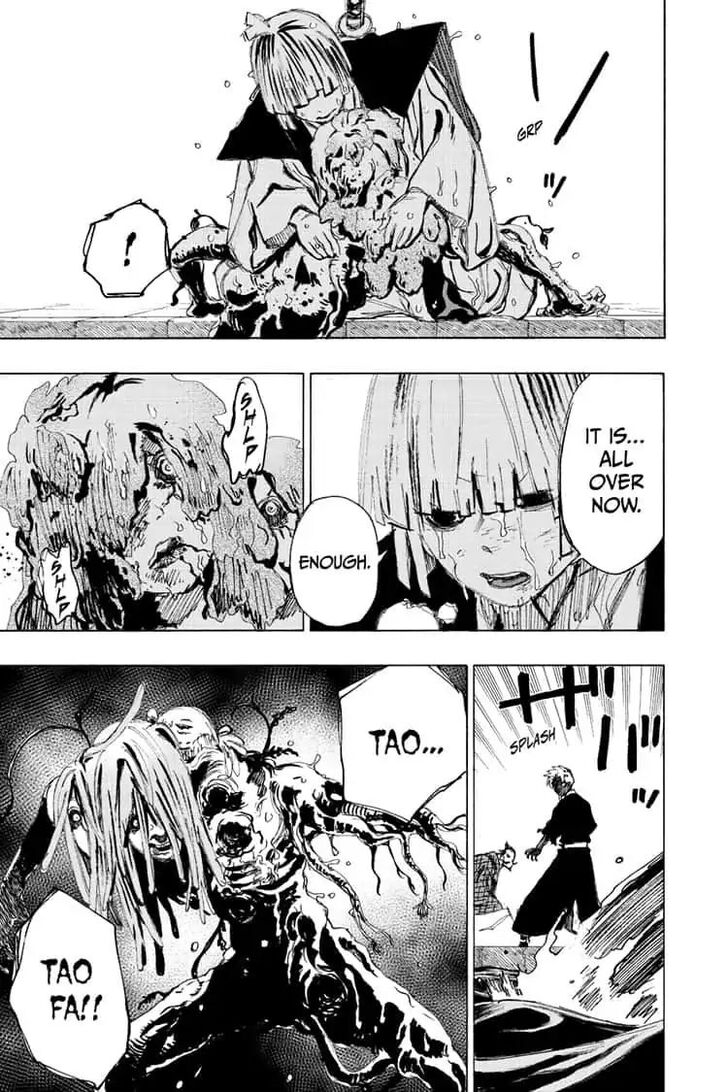 GRP
!
IT IS...
ALL
OVER
NOW.
ENOUGH.
SHLP
SHLP
SPLASH
TAO...
TAO
FA!!